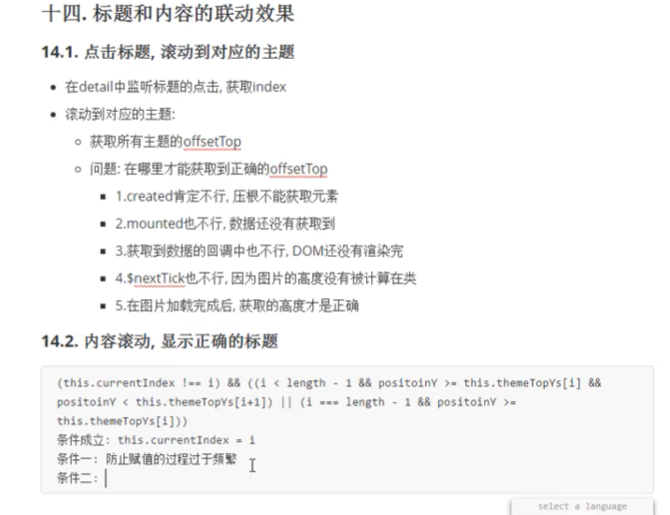 十四. 标题和内容的联动效果
14.1. 点击标题, 滚动到对应的主题
在detail中监听标题的点击, 获取index
滚动到对应的主题:
获取所有主题的offsetTop
问题: 在哪里才能获取到正确的offsetTop
1.created肯定不行, 压根不能获取元素
2.mounted也不行, 数据还没有获取到
3.获取到数据的回调中也不行, DOM还没有渲染完
4.$nextTick也不行, 因为图片的高度没有被计算在类
5.在图片加载完成后, 获取的高度才是正确
14.2. 内容滚动, 显示正确的标题
(this.currentIndex !== i) && ((i < length - 1 && positoinY >= this.themeTopYs[i] &&
positoinY < this.themeTopYs[i+1]) || (i === length - 1 && positoinY >=
this.themeTopYs[i]))
条件成立: this.currentIndex = i
条件一: 防止赋值的过程过于频繁
条件二:
select a language